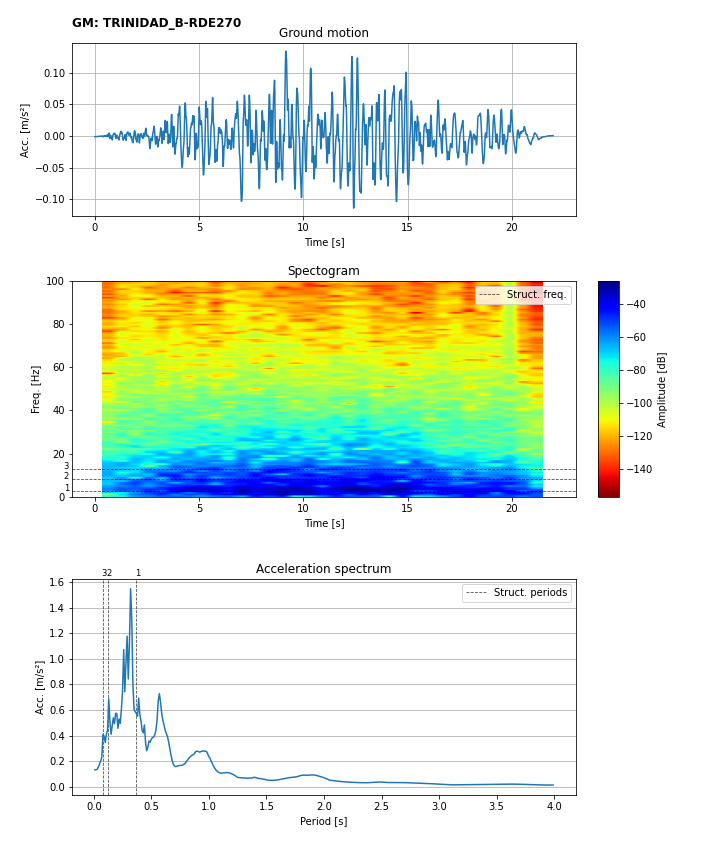 GM: TRINIDAD_B-RDE270
Ground motion
Acc. [m/s²]
0.10
0.05
0.00
−0.05
−0.10
0 5 10 15 20
Time [s]
Spectogram
Struct. freq.
Freq. [Hz]
100
80
60
40
20
0
3
2
1
0 5 10 15 20
Time [s]
−40
−60
−80
−100
−120
−140
Amplitude [dB]
Acceleration spectrum
32 1
Struct. periods
Acc. [m/s²]
1.6
1.4
1.2
1.0
0.8
0.6
0.4
0.2
0.0
0.0 0.5 1.0 1.5 2.0 2.5 3.0 3.5 4.0
Period [s]